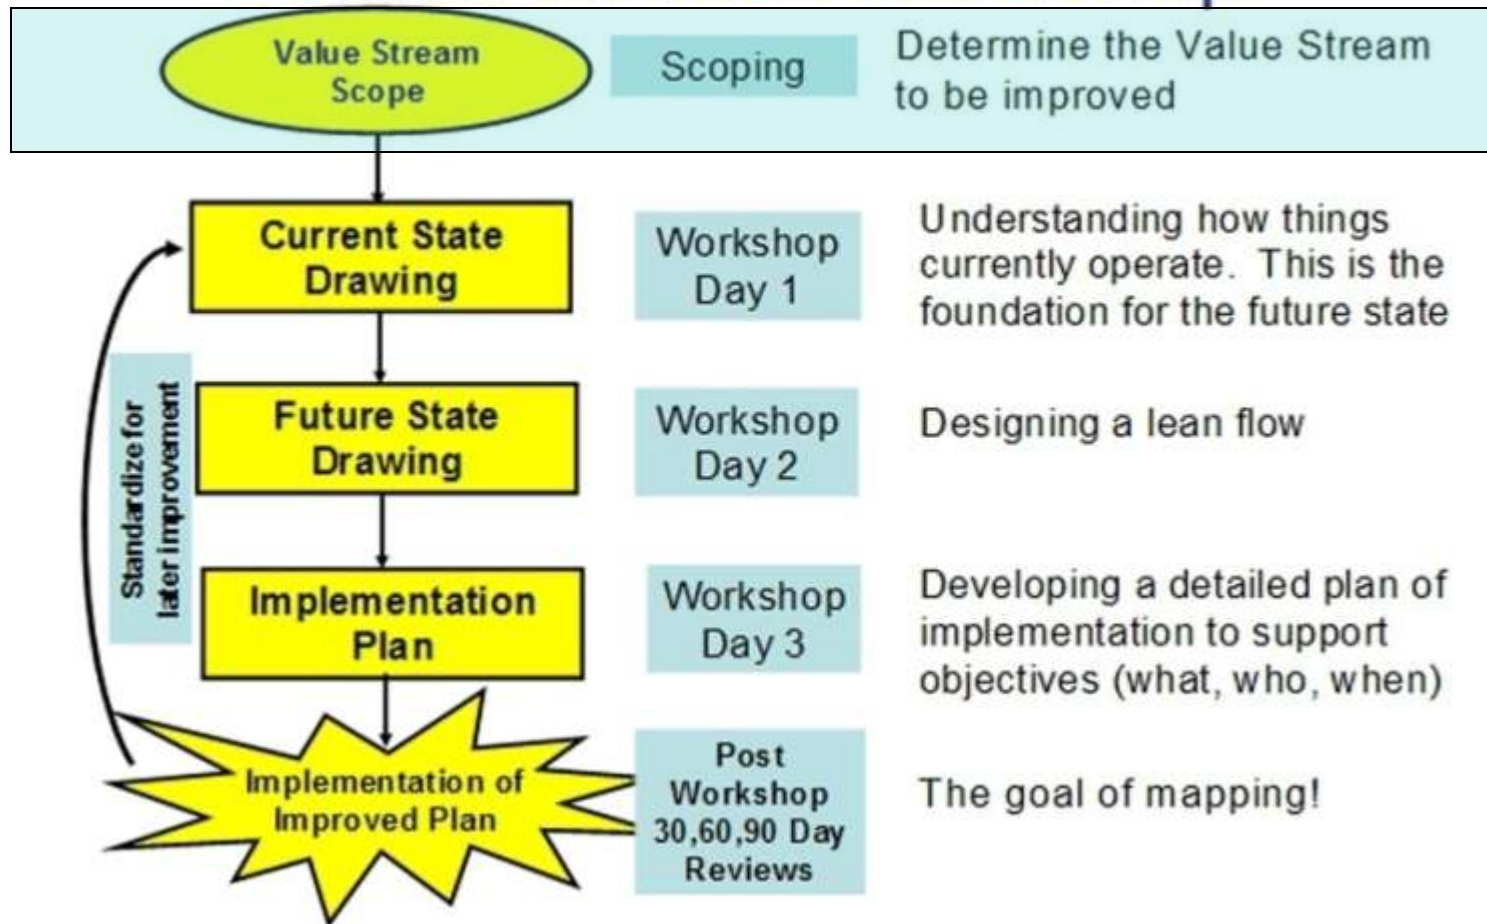 Value Stream
Scope
Scoping
Determine the Value Stream
to be improved
Current State
Drawing
Workshop
Day 1
Understanding how things
currently operate. This is the
foundation for the future state
Standardize for
later improvement
Future State
Drawing
Workshop
Day 2
Designing a lean flow
Implementation
Plan
Workshop
Day 3
Developing a detailed plan of
implementation to support
objectives (what, who, when)
Implementation of
Improved Plan
Post
Workshop
30,60,90 Day
Reviews
The goal of mapping!